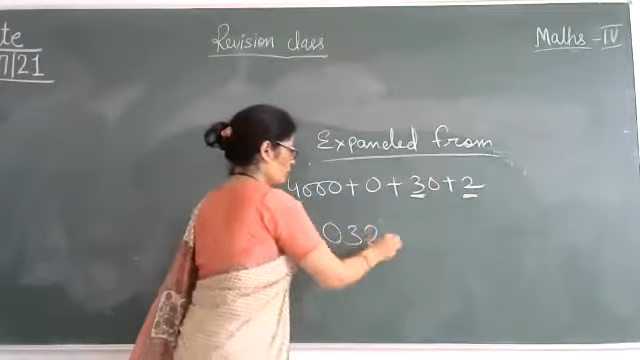 te
7/21
Revision class
Maths - IV
Expanded from
4000 + 0 + 30 + 2
032